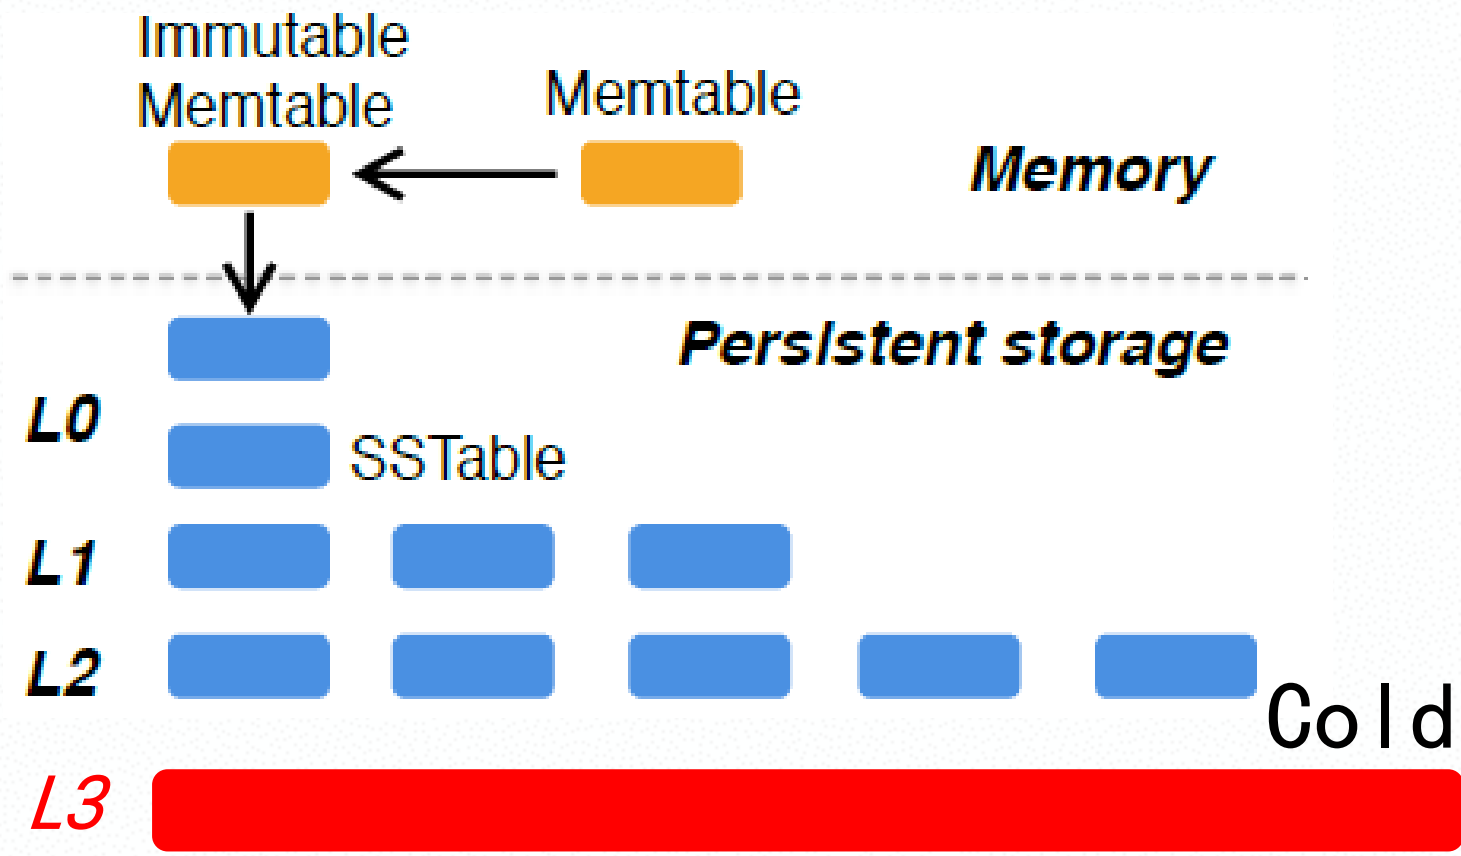 Immutable
Memtable
Memtable
Memory
Persistent storage
L0
SSTable
L1
L2
Cold
L3